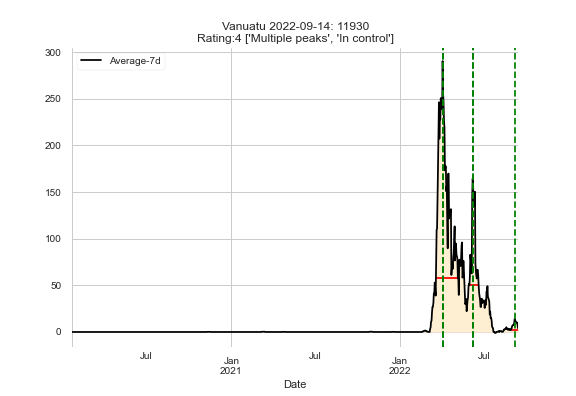 Vanuatu 2022-09-14: 11930
Rating:4 ['Multiple peaks', 'In control']
Average-7d
300
250
200
150
100
50
0
Jul
Jan
2021
Jul
Jan
2022
Jul
Date